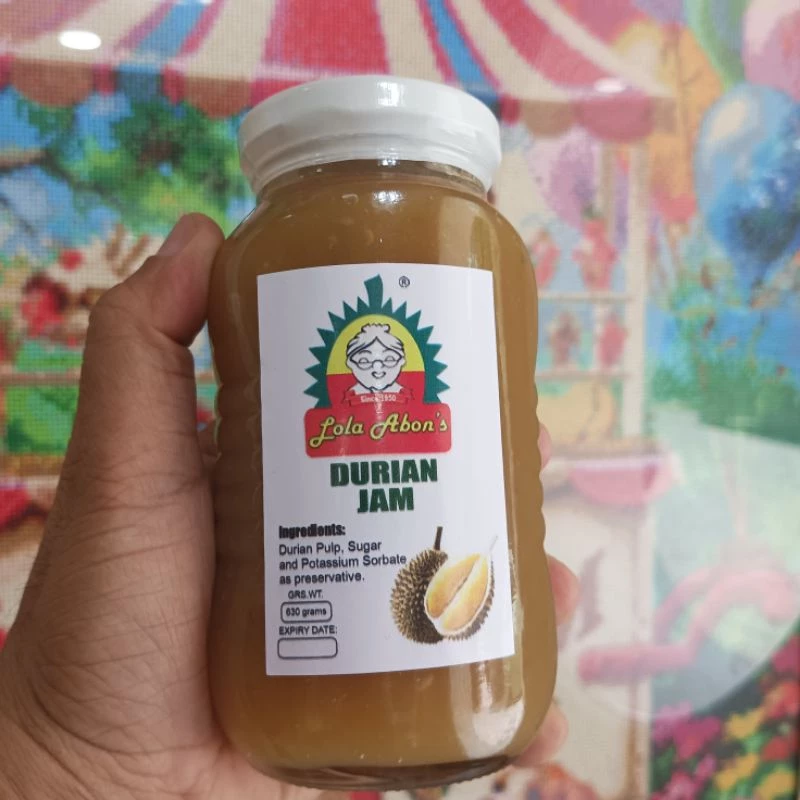 ®
Since 1950
Lola Abon's
DURIAN
JAM
Ingredients:
Durian Pulp, Sugar
and Potassium Sorbate
as preservative.
GRS.WT.
630 grams
EXPIRY DATE: